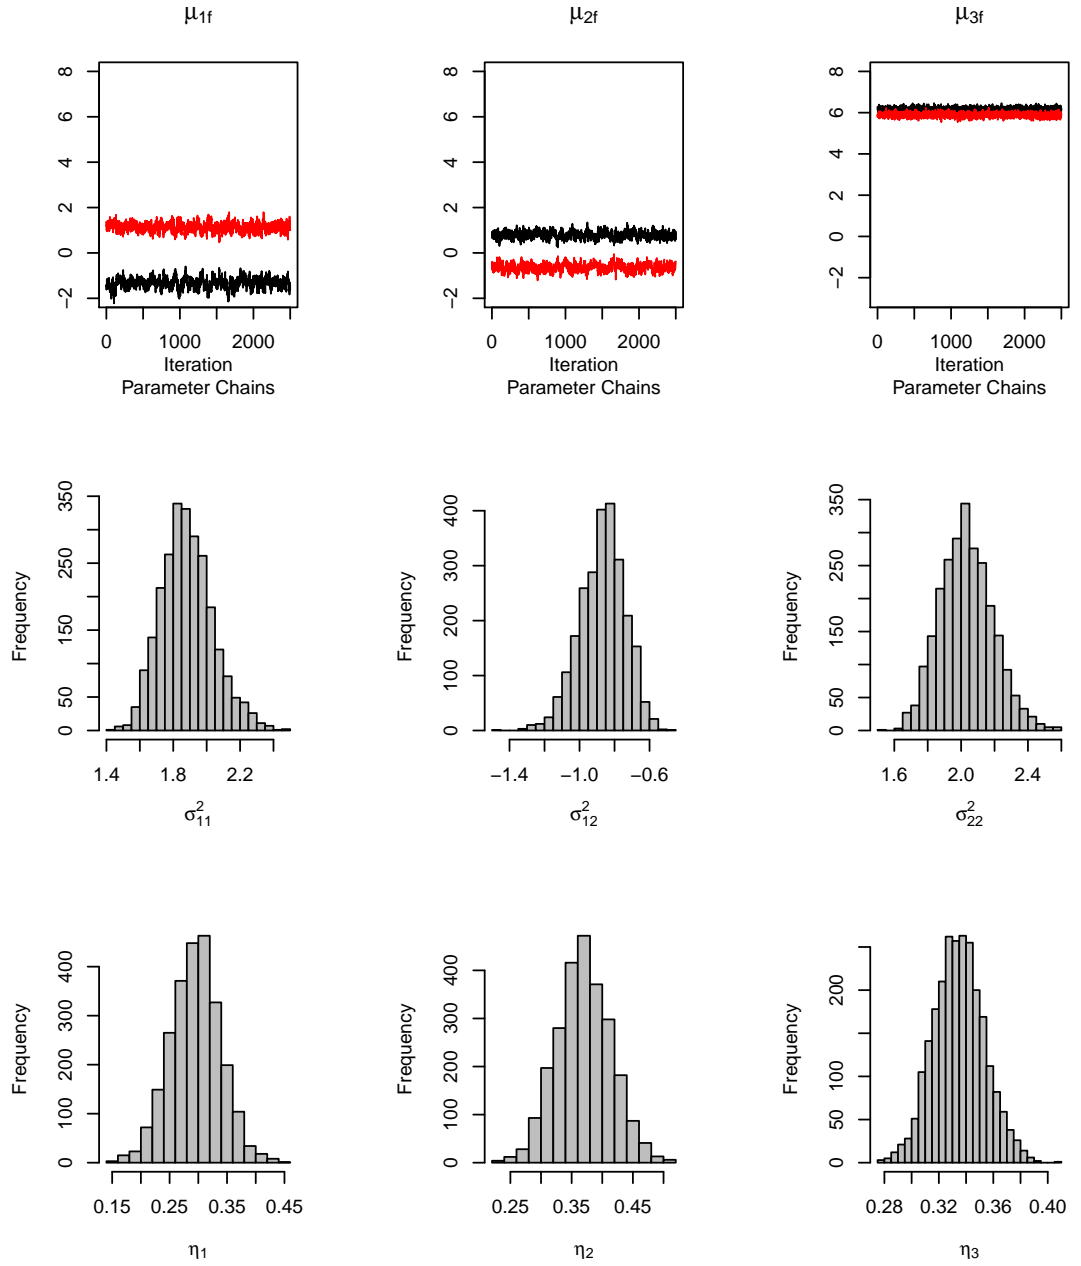 μ1f μ2f μ3f
8 8 8
6 6 6
4 4 4
2 2 2
0 0 0
−2 −2 −2
0 1000 2000 0 1000 2000 0 1000 2000
Iteration Iteration Iteration
Parameter Chains Parameter Chains Parameter Chains
350 400 350
250 300 250
Frequency Frequency Frequency
150 200 150
50 100 50
0 0 0
1.4 1.8 2.2 −1.4 −1.0 −0.6 1.6 2.0 2.4
σ²11 σ²12 σ²22
400 400 200
300 300 100
Frequency Frequency Frequency
200 200 50
100 100 0
0 0
0.15 0.25 0.35 0.45 0.25 0.35 0.45 0.28 0.32 0.36 0.40
η1 η2 η3